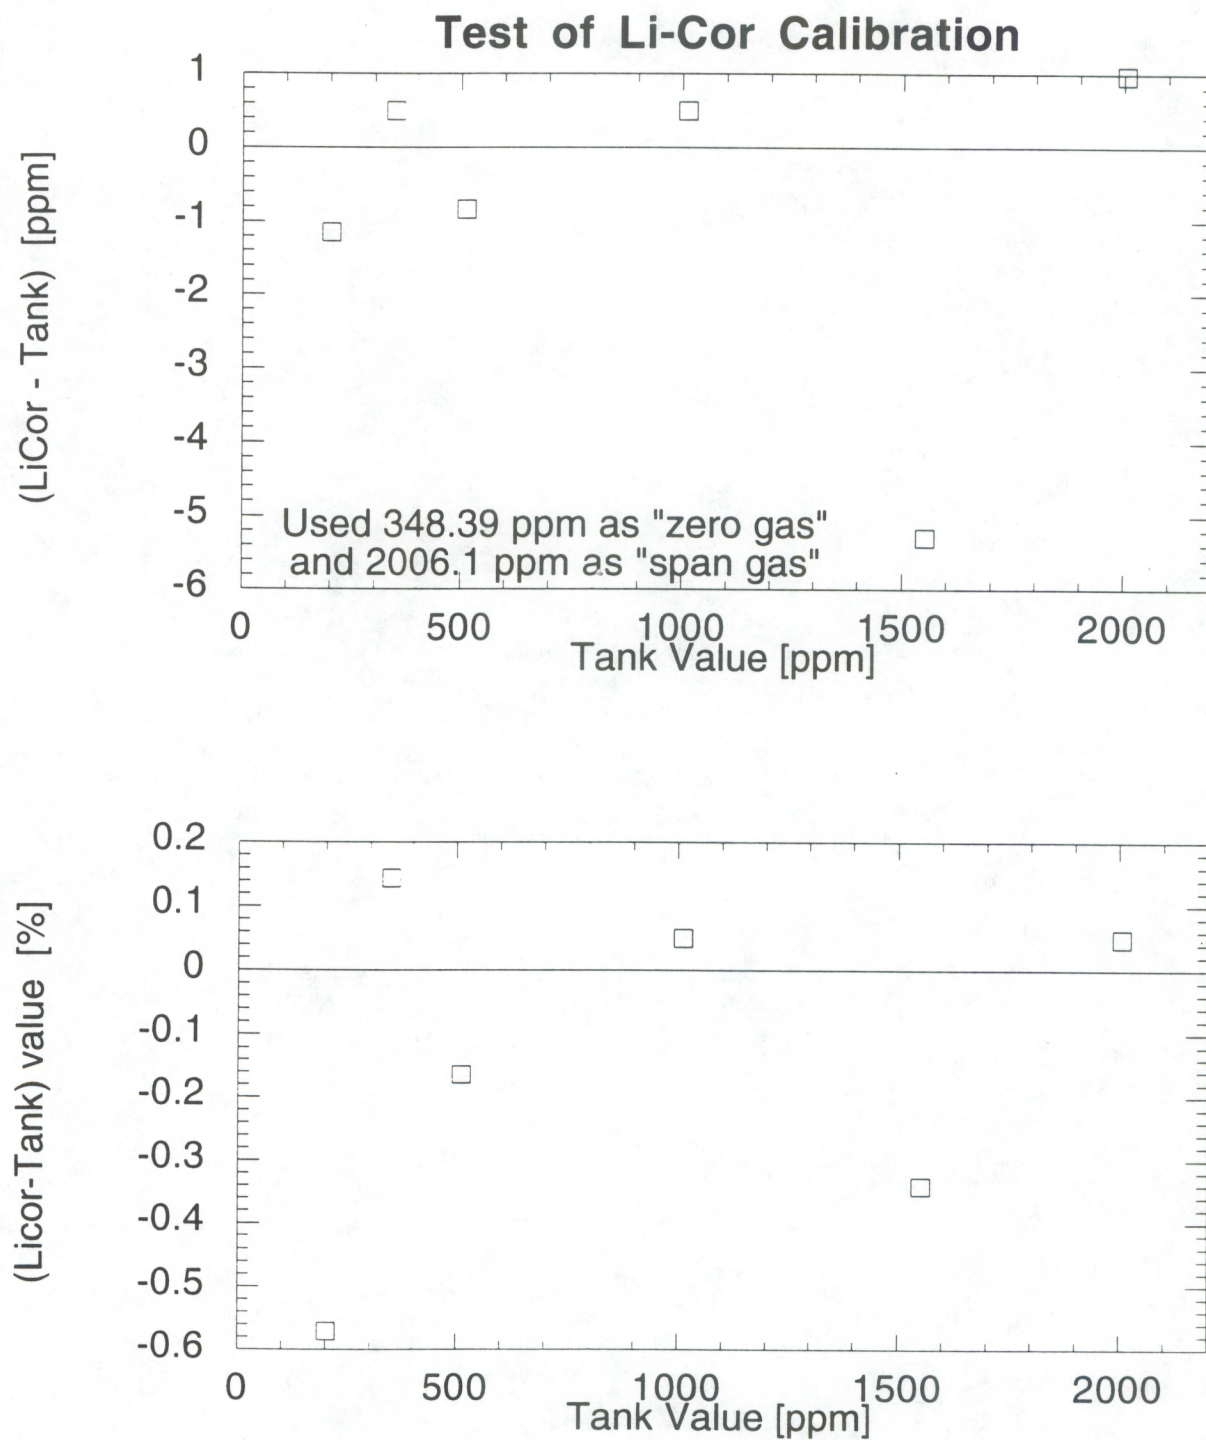 Test of Li-Cor Calibration
1
0
-1
-2
-3
-4
-5
-6
(LiCor - Tank) [ppm]
Used 348.39 ppm as "zero gas"
and 2006.1 ppm as "span gas"
0 500 1000 1500 2000
Tank Value [ppm]
0.2
0.1
0
-0.1
-0.2
-0.3
-0.4
-0.5
-0.6
(Licor-Tank) value [%]
0 500 1000 1500 2000
Tank Value [ppm]